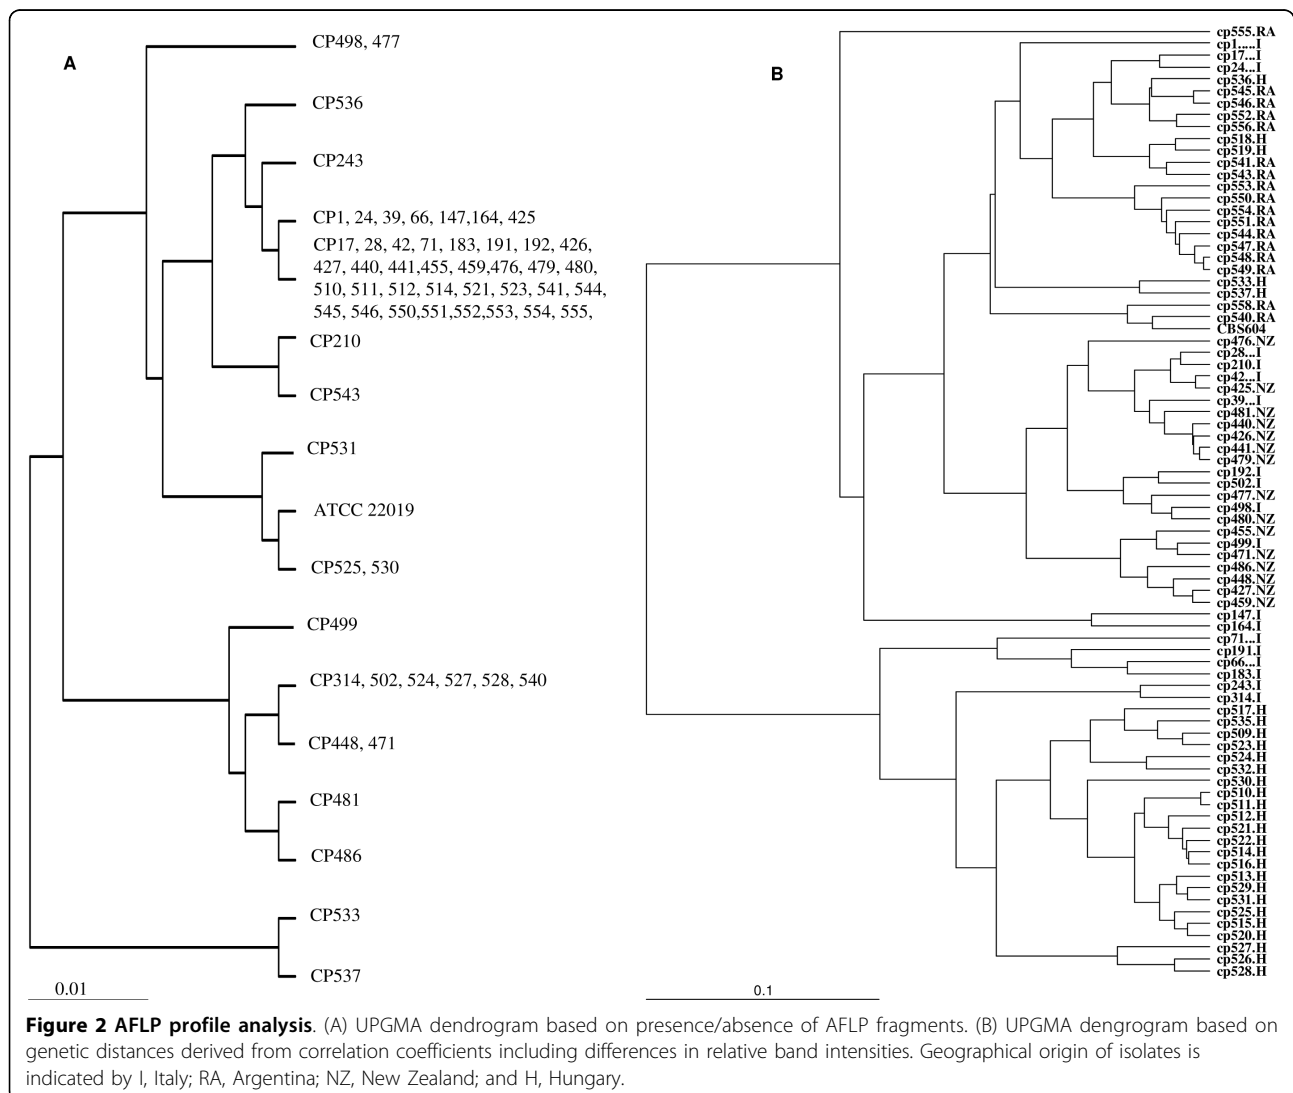 A
CP498, 477
CP536
CP243
CP1, 24, 39, 66, 147,164, 425
CP17, 28, 42, 71, 183, 191, 192, 426,
427, 440, 441,455, 459,476, 479, 480,
510, 511, 512, 514, 521, 523, 541, 544,
545, 546, 550,551,552,553, 554, 555,
CP210
CP543
CP531
ATCC 22019
CP525, 530
CP499
CP314, 502, 524, 527, 528, 540
CP448, 471
CP481
CP486
CP533
CP537
0.01
B
cp555.RA
cp1.....I
cp17...I
cp24...I
cp536.H
cp545.RA
cp546.RA
cp552.RA
cp556.RA
cp518.H
cp519.H
cp541.RA
cp543.RA
cp553.RA
cp550.RA
cp554.RA
cp551.RA
cp544.RA
cp547.RA
cp548.RA
cp549.RA
cp533.H
cp537.H
cp558.RA
cp540.RA
CBS604
cp476.NZ
cp28...I
cp210.I
cp42...I
cp425.NZ
cp39...I
cp481.NZ
cp440.NZ
cp426.NZ
cp441.NZ
cp479.NZ
cp192.I
cp502.I
cp477.NZ
cp498.I
cp480.NZ
cp455.NZ
cp499.I
cp471.NZ
cp486.NZ
cp448.NZ
cp427.NZ
cp459.NZ
cp147.I
cp164.I
cp71...I
cp191.I
cp66...I
cp183.I
cp243.I
cp314.I
cp517.H
cp535.H
cp509.H
cp523.H
cp524.H
cp532.H
cp530.H
cp510.H
cp511.H
cp512.H
cp521.H
cp522.H
cp514.H
cp516.H
cp513.H
cp529.H
cp531.H
cp525.H
cp515.H
cp520.H
cp527.H
cp526.H
cp528.H
0.1
Figure 2 AFLP profile analysis. (A) UPGMA dendrogram based on presence/absence of AFLP fragments. (B) UPGMA dengrogram based on
genetic distances derived from correlation coefficients including differences in relative band intensities. Geographical origin of isolates is
indicated by I, Italy; RA, Argentina; NZ, New Zealand; and H, Hungary.